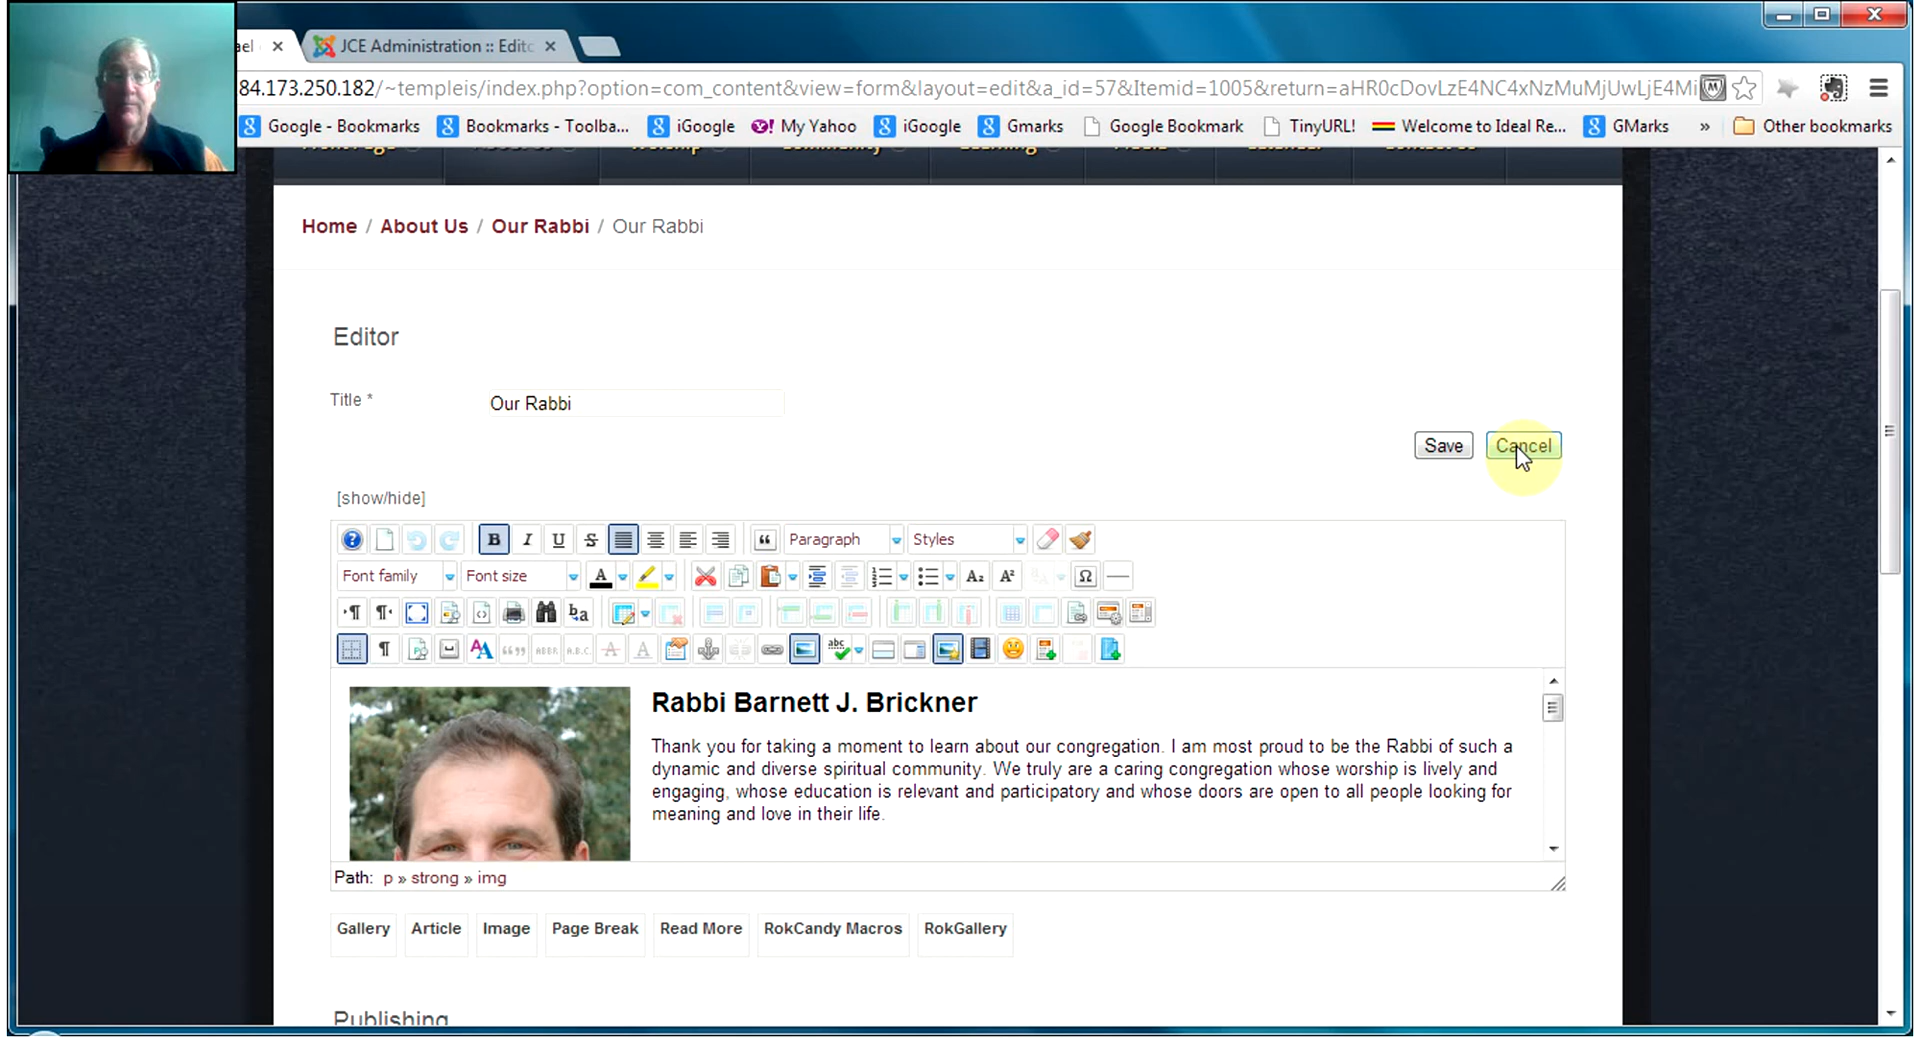 ael
JCE Administration :: Edito
84.173.250.182/~templeis/index.php?option=com_content&view=form&layout=edit&a_id=57&Itemid=1005&return=aHR0cDovLzE4NC4xNzMuMjUwLjE4Mi
Google - Bookmarks Bookmarks - Toolba... iGoogle My Yahoo iGoogle Gmarks Google Bookmark TinyURL! Welcome to Ideal Re... GMarks » Other bookmarks
Home / About Us / Our Rabbi / Our Rabbi
Editor
Title * Our Rabbi
Save Cancel
[show/hide]
B I U S Paragraph Styles
Font family Font size
Rabbi Barnett J. Brickner
Thank you for taking a moment to learn about our congregation. I am most proud to be the Rabbi of such a
dynamic and diverse spiritual community. We truly are a caring congregation whose worship is lively and
engaging, whose education is relevant and participatory and whose doors are open to all people looking for
meaning and love in their life.
Path: p » strong » img
Gallery Article Image Page Break Read More RokCandy Macros RokGallery
Publishing